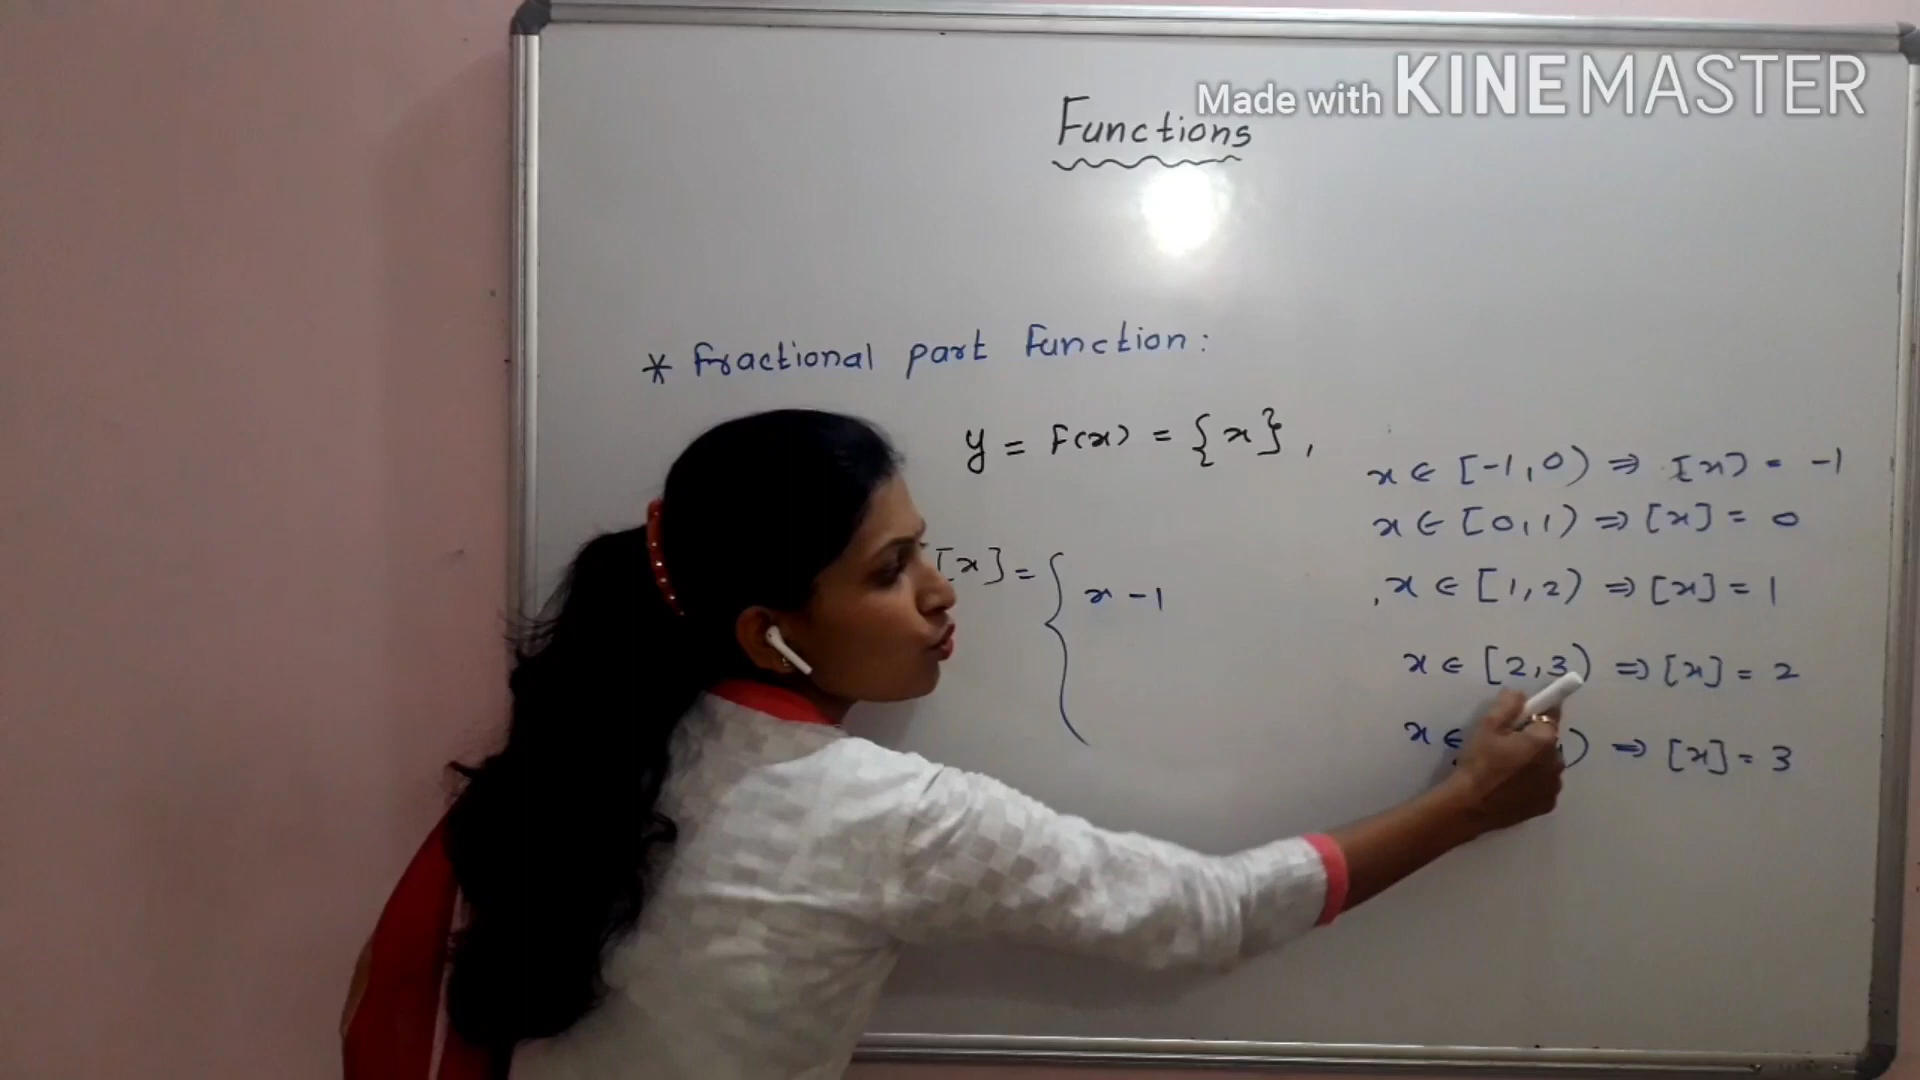 Made with KINEMASTER
Functions
* Fractional part Function:
y = F(x) = {x},
x ∈ [-1,0) ⇒ [x] = -1
x ∈ [0,1) ⇒ [x] = 0
[x] = { x - 1
, x ∈ [1,2) ⇒ [x] = 1
x ∈ [2,3) ⇒ [x] = 2
x ∈ ) ⇒ [x] = 3